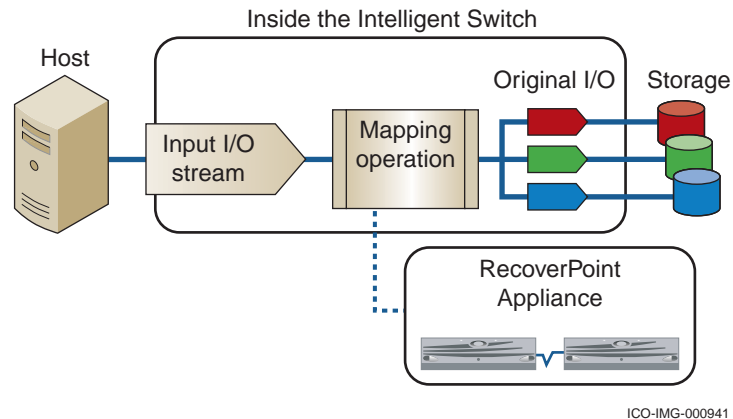 Inside the Intelligent Switch
Host
Original I/O
Storage
Input I/O
stream
Mapping
operation
RecoverPoint
Appliance
ICO-IMG-000941